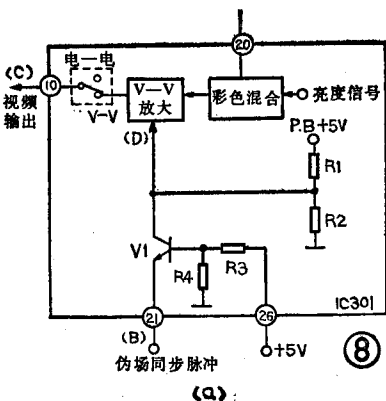 20
(C)
电—电
10
视频
输出
V-V
V—V
放大
彩色混合
亮度信号
(D)
P.B+5V
R1
R2
V1
R4
R3
21
26
IC301
(B)
伪场同步脉冲
+5V
8
(a)